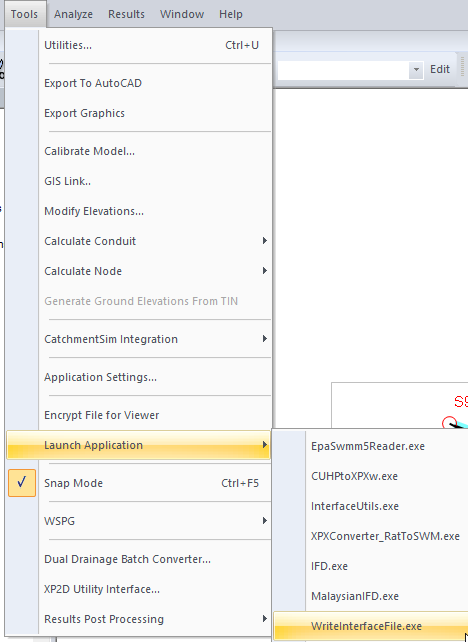 Tools Analyze Results Window Help
Utilities... Ctrl+U
Edit
Export To AutoCAD
Export Graphics
Calibrate Model...
GIS Link..
Modify Elevations...
Calculate Conduit
Calculate Node
Generate Ground Elevations From TIN
CatchmentSim Integration
Application Settings...
Encrypt File for Viewer
Launch Application
Snap Mode Ctrl+F5
WSPG
Dual Drainage Batch Converter...
XP2D Utility Interface...
Results Post Processing
EpaSwmm5Reader.exe
CUHPtoXPXw.exe
InterfaceUtils.exe
XPXConverter_RatToSWM.exe
IFD.exe
MalaysianIFD.exe
WriteInterfaceFile.exe